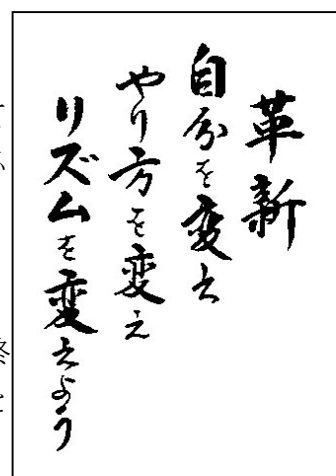 革新
自分を変え
やり方を変え
リズムを変えよう